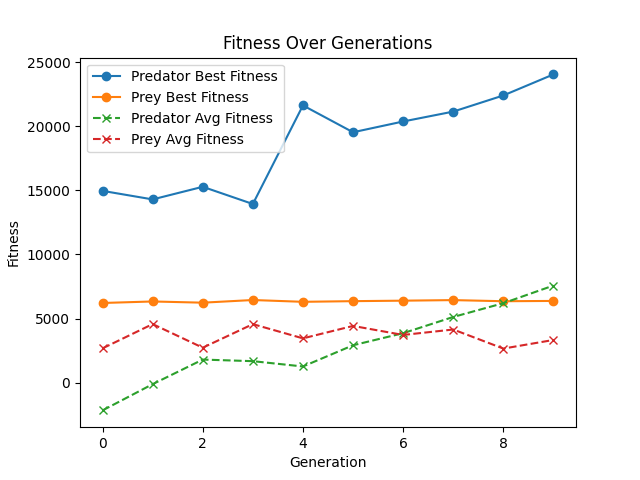 Fitness Over Generations
Predator Best Fitness
Prey Best Fitness
Predator Avg Fitness
Prey Avg Fitness
25000
20000
15000
10000
5000
0
Fitness
0 2 4 6 8
Generation